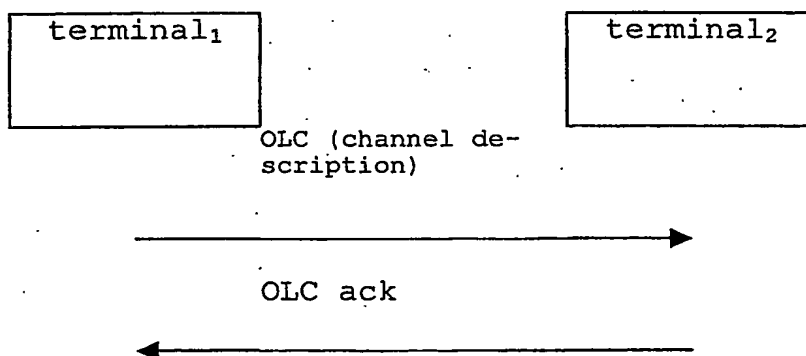 terminal₁
terminal₂
OLC (channel de-
scription)
OLC ack